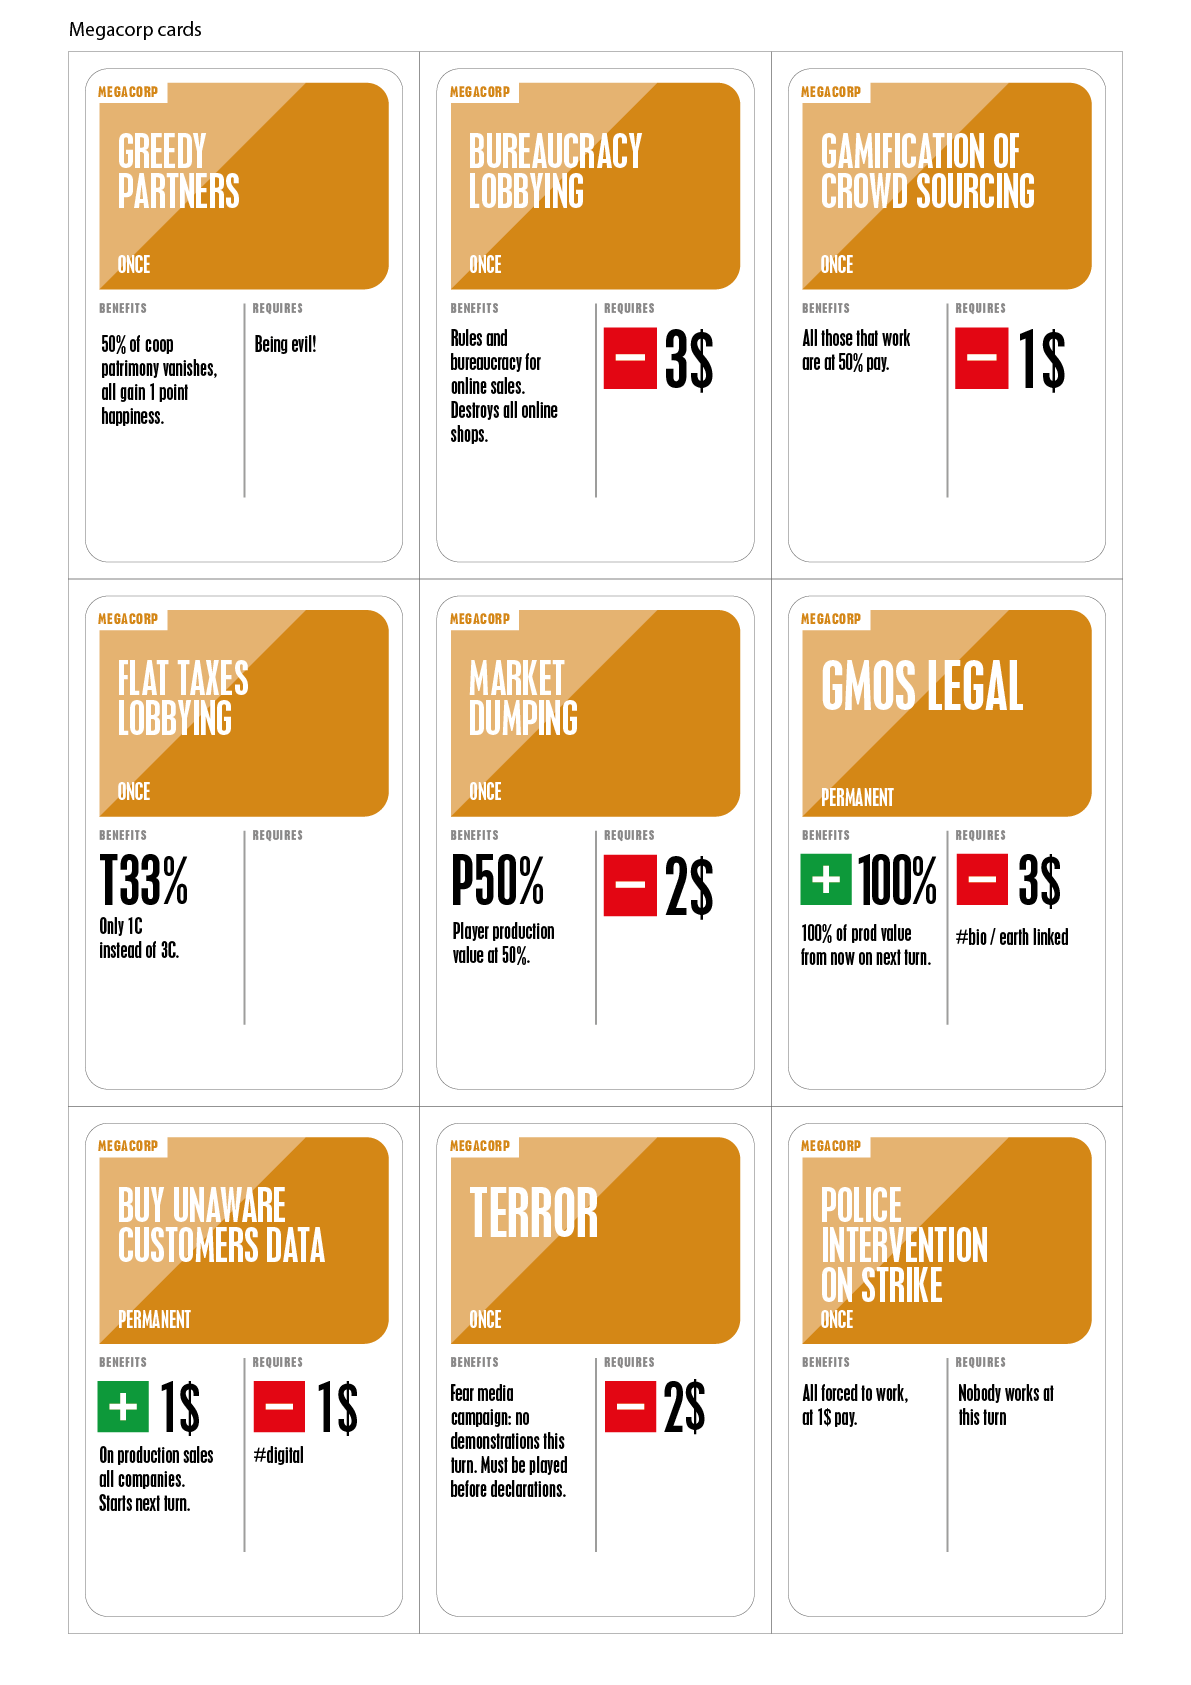 Megacorp cards
MEGACORP
GREEDY
PARTNERS
ONCE
BENEFITS
REQUIRES
50% of coop
patrimony vanishes,
all gain 1 point
happiness.
Being evil!
MEGACORP
BUREAUCRACY
LOBBYING
ONCE
BENEFITS
REQUIRES
Rules and
bureaucracy for
online sales.
Destroys all online
shops.
− 3$
MEGACORP
GAMIFICATION OF
CROWD SOURCING
ONCE
BENEFITS
REQUIRES
All those that work
are at 50% pay.
− 1$
MEGACORP
FLAT TAXES
LOBBYING
ONCE
BENEFITS
REQUIRES
T33%
Only 1C
instead of 3C.
MEGACORP
MARKET
DUMPING
ONCE
BENEFITS
REQUIRES
P50%
Player production
value at 50%.
− 2$
MEGACORP
GMOS LEGAL
PERMANENT
BENEFITS
REQUIRES
+ 100%
100% of prod value
from now on next turn.
− 3$
#bio / earth linked
MEGACORP
BUY UNAWARE
CUSTOMERS DATA
PERMANENT
BENEFITS
REQUIRES
+ 1$
On production sales
all companies.
Starts next turn.
− 1$
#digital
MEGACORP
TERROR
ONCE
BENEFITS
REQUIRES
Fear media
campaign: no
demonstrations this
turn. Must be played
before declarations.
− 2$
MEGACORP
POLICE
INTERVENTION
ON STRIKE
ONCE
BENEFITS
REQUIRES
All forced to work,
at 1$ pay.
Nobody works at
this turn